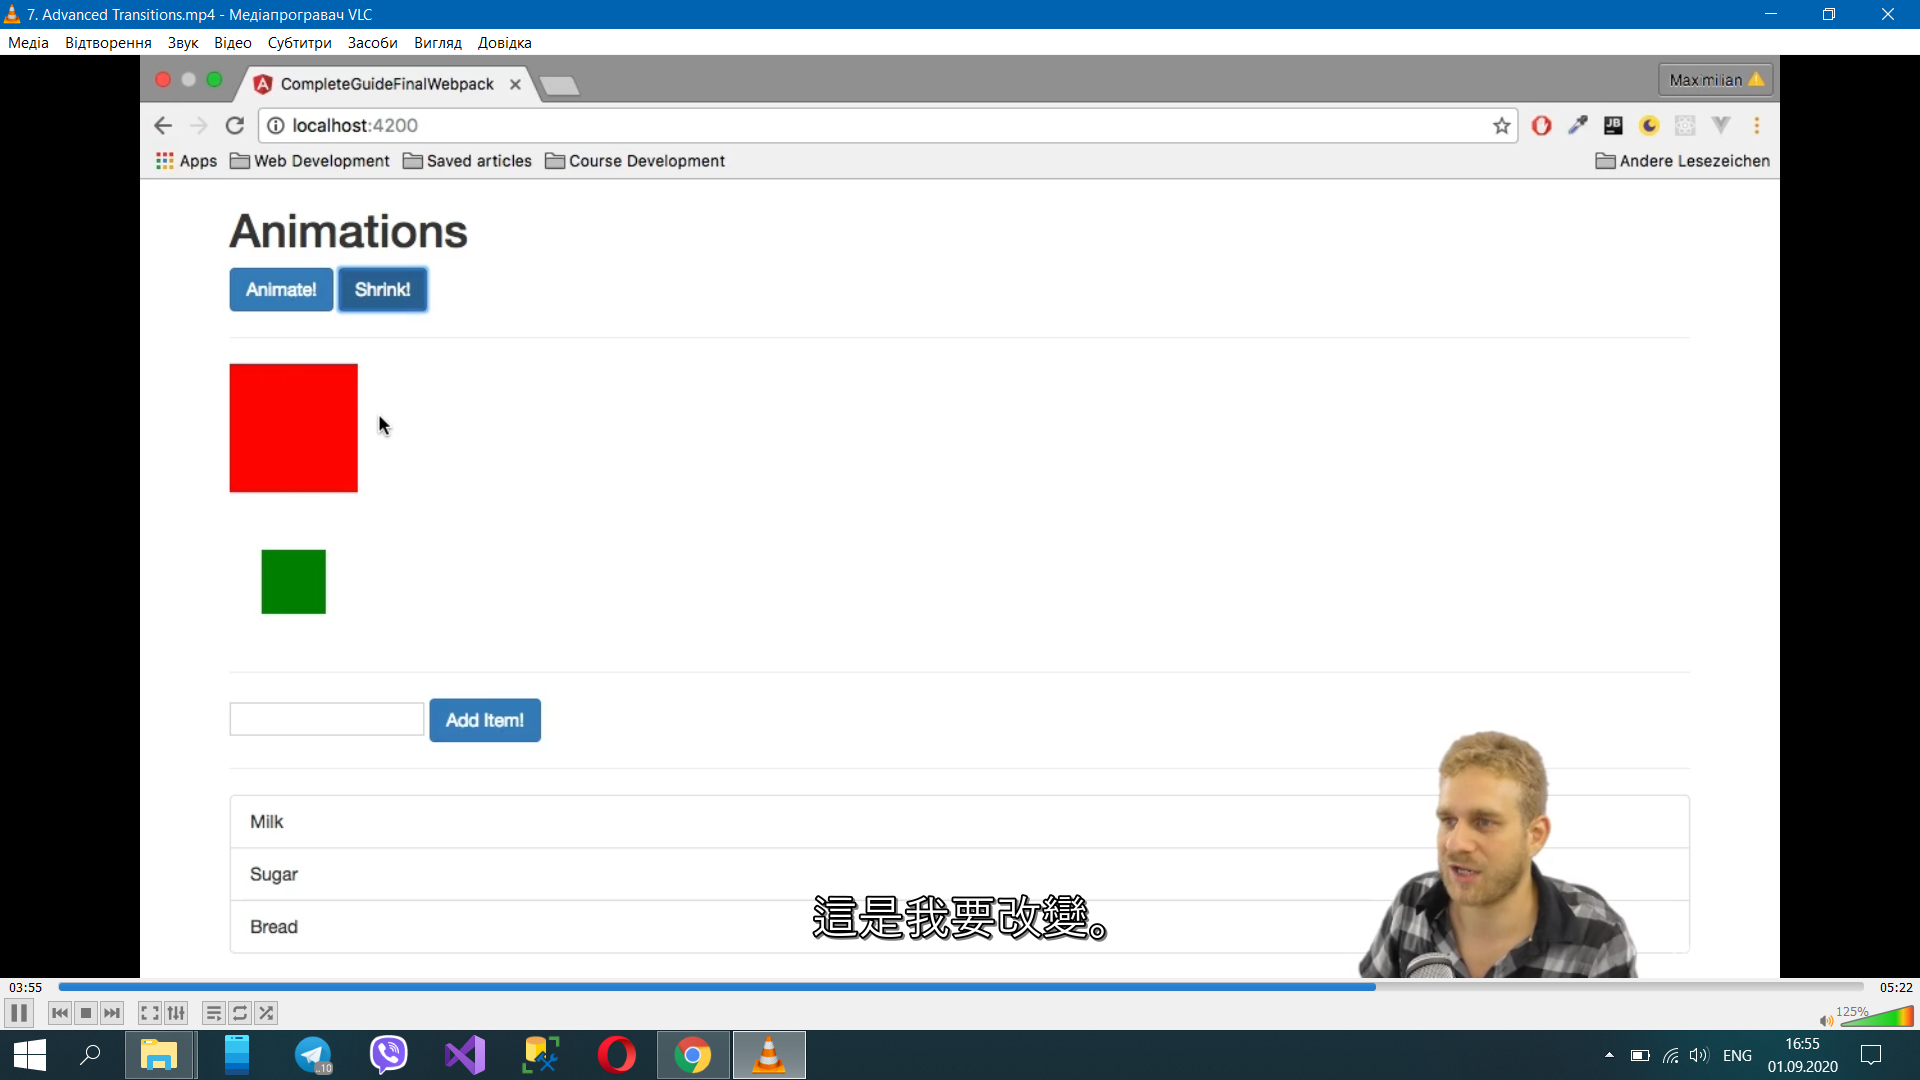 7. Advanced Transitions.mp4 - Медіапрогравач VLC
Медіа Відтворення Звук Відео Субтитри Засоби Вигляд Довідка
CompleteGuideFinalWebpack
Maximilian
localhost:4200
JB
Apps Web Development Saved articles Course Development Andere Lesezeichen
Animations
Animate! Shrink!
Add Item!
Milk
Sugar
Bread
這是我要改變。
03:55 05:22
125%
..10
ENG
16:55
01.09.2020